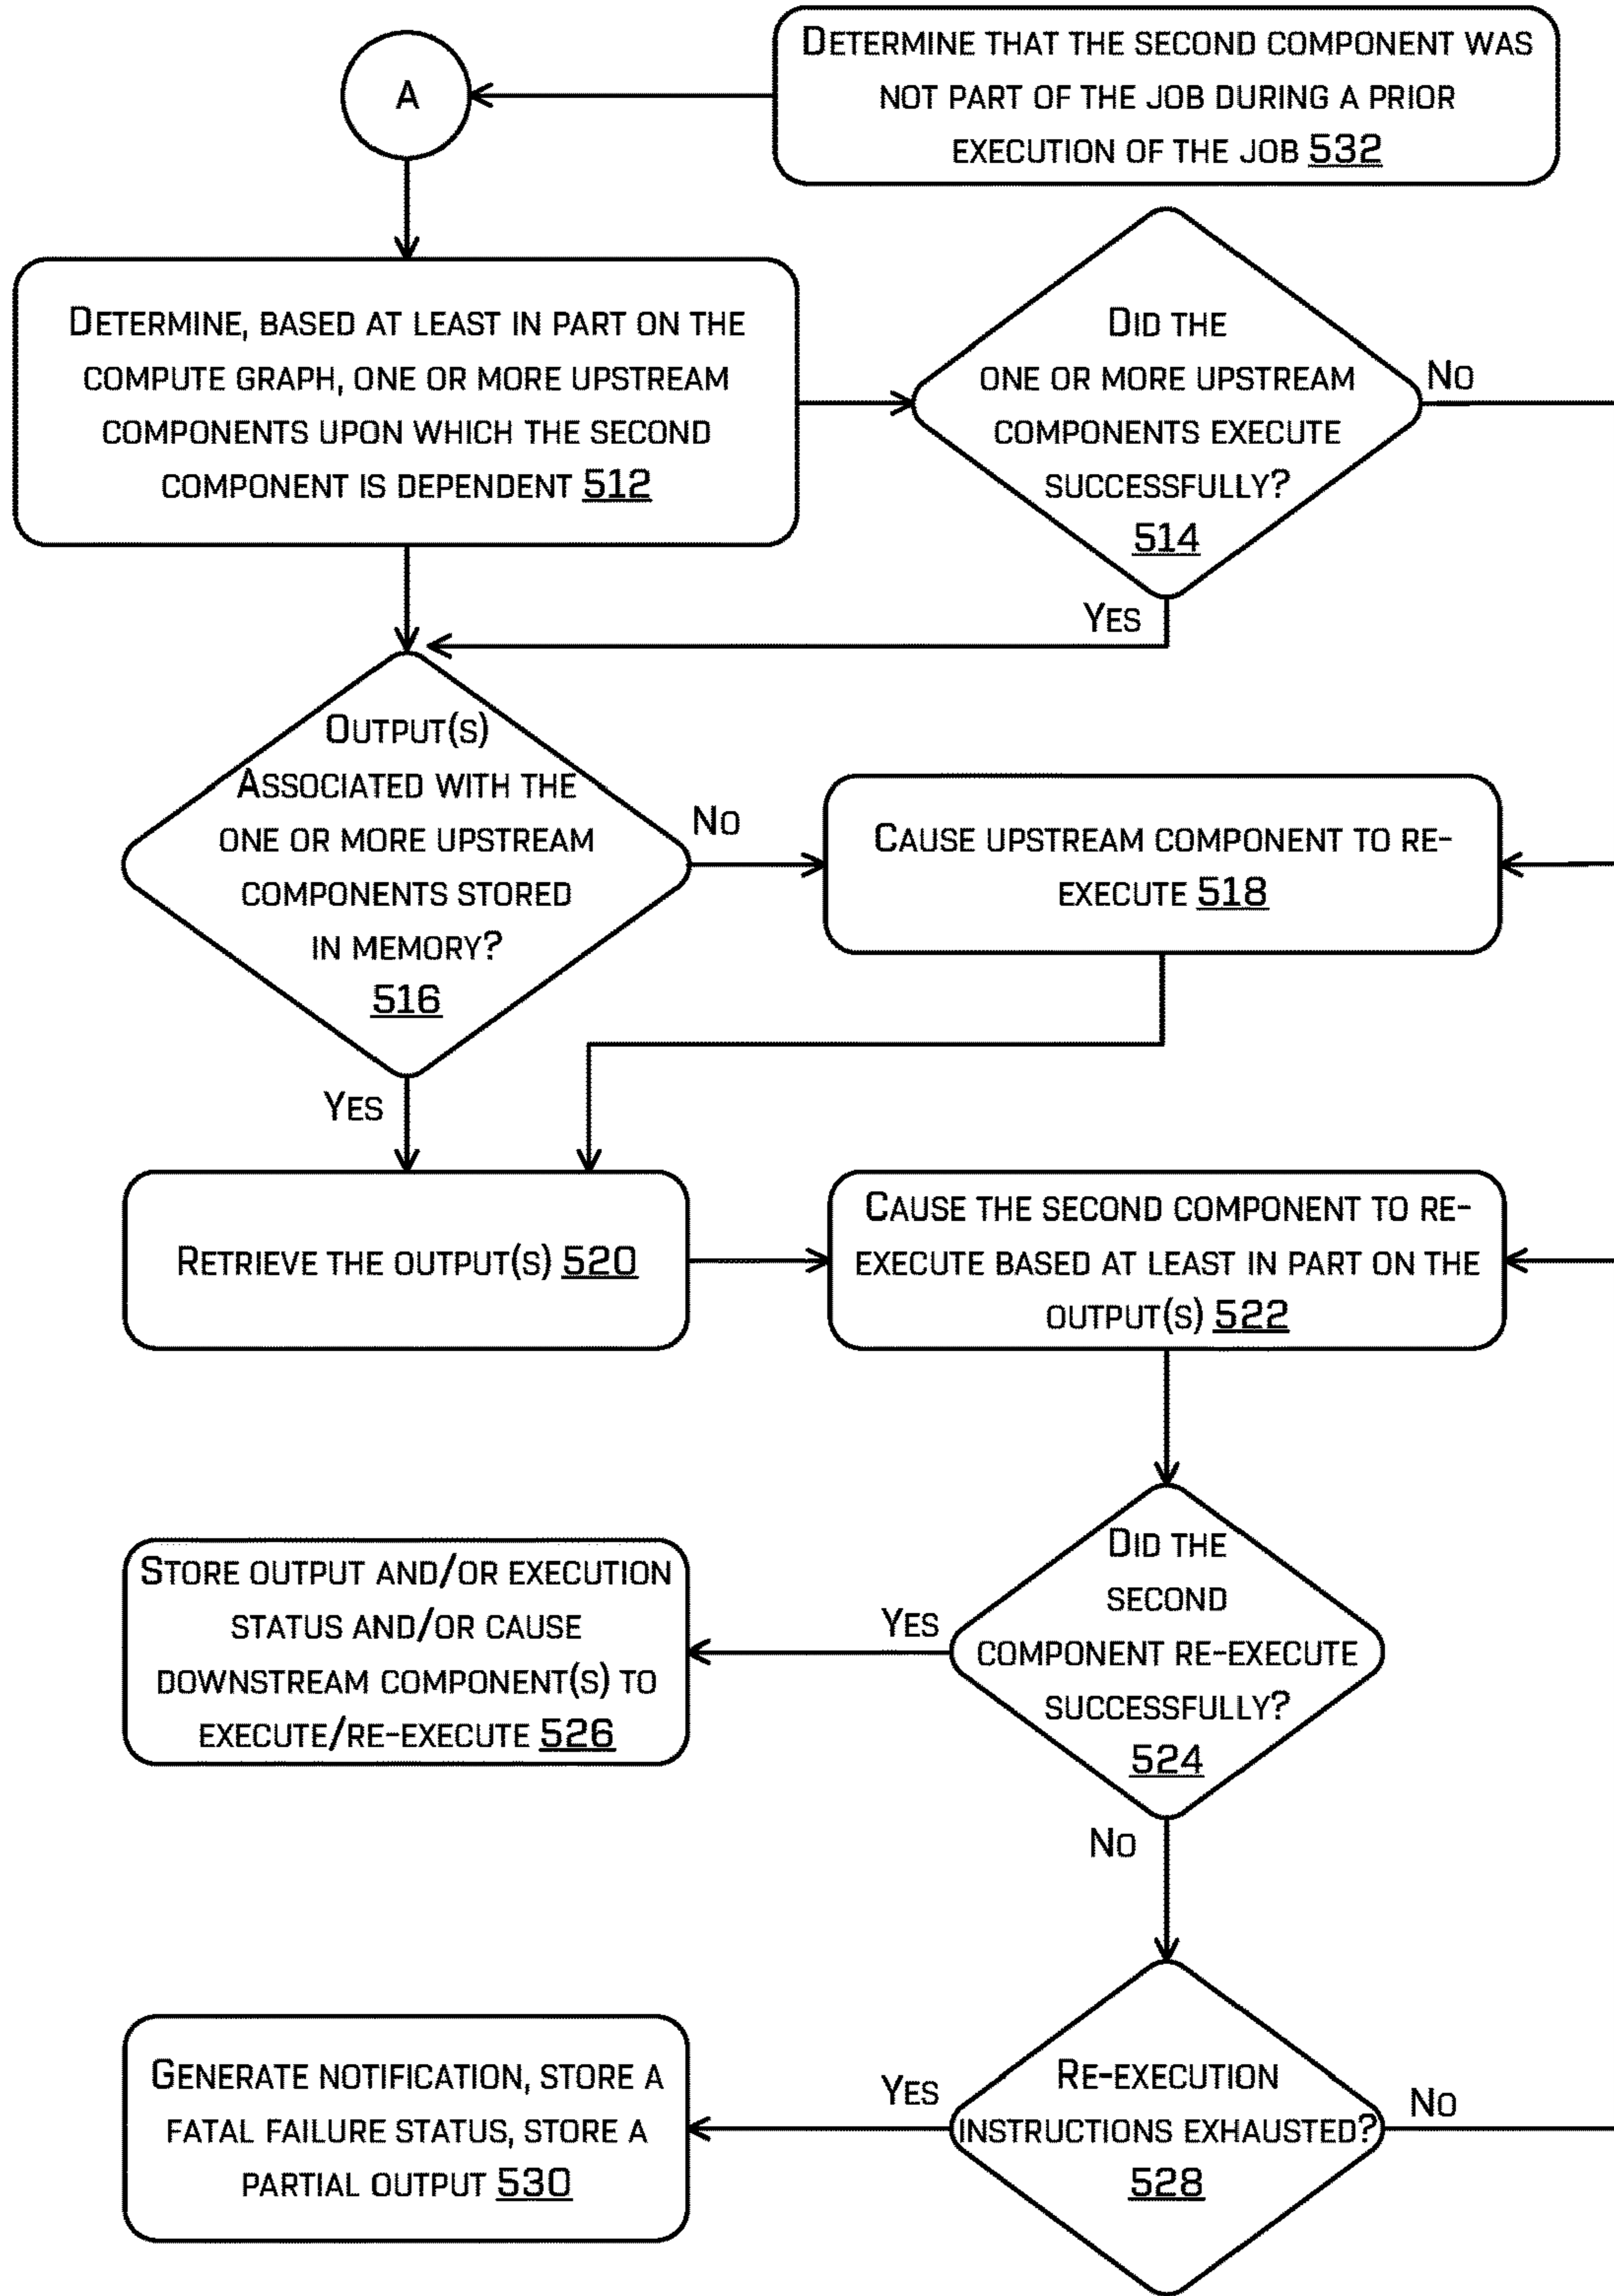 A
DETERMINE THAT THE SECOND COMPONENT WAS
NOT PART OF THE JOB DURING A PRIOR
EXECUTION OF THE JOB 532
DETERMINE, BASED AT LEAST IN PART ON THE
COMPUTE GRAPH, ONE OR MORE UPSTREAM
COMPONENTS UPON WHICH THE SECOND
COMPONENT IS DEPENDENT 512
DID THE
ONE OR MORE UPSTREAM
COMPONENTS EXECUTE
SUCCESSFULLY?
514
NO
YES
OUTPUT(S)
ASSOCIATED WITH THE
ONE OR MORE UPSTREAM
COMPONENTS STORED
IN MEMORY?
516
NO
YES
CAUSE UPSTREAM COMPONENT TO RE-
EXECUTE 518
RETRIEVE THE OUTPUT(S) 520
CAUSE THE SECOND COMPONENT TO RE-
EXECUTE BASED AT LEAST IN PART ON THE
OUTPUT(S) 522
DID THE
SECOND
COMPONENT RE-EXECUTE
SUCCESSFULLY?
524
YES
NO
STORE OUTPUT AND/OR EXECUTION
STATUS AND/OR CAUSE
DOWNSTREAM COMPONENT(S) TO
EXECUTE/RE-EXECUTE 526
RE-EXECUTION
INSTRUCTIONS EXHAUSTED?
528
YES
NO
GENERATE NOTIFICATION, STORE A
FATAL FAILURE STATUS, STORE A
PARTIAL OUTPUT 530